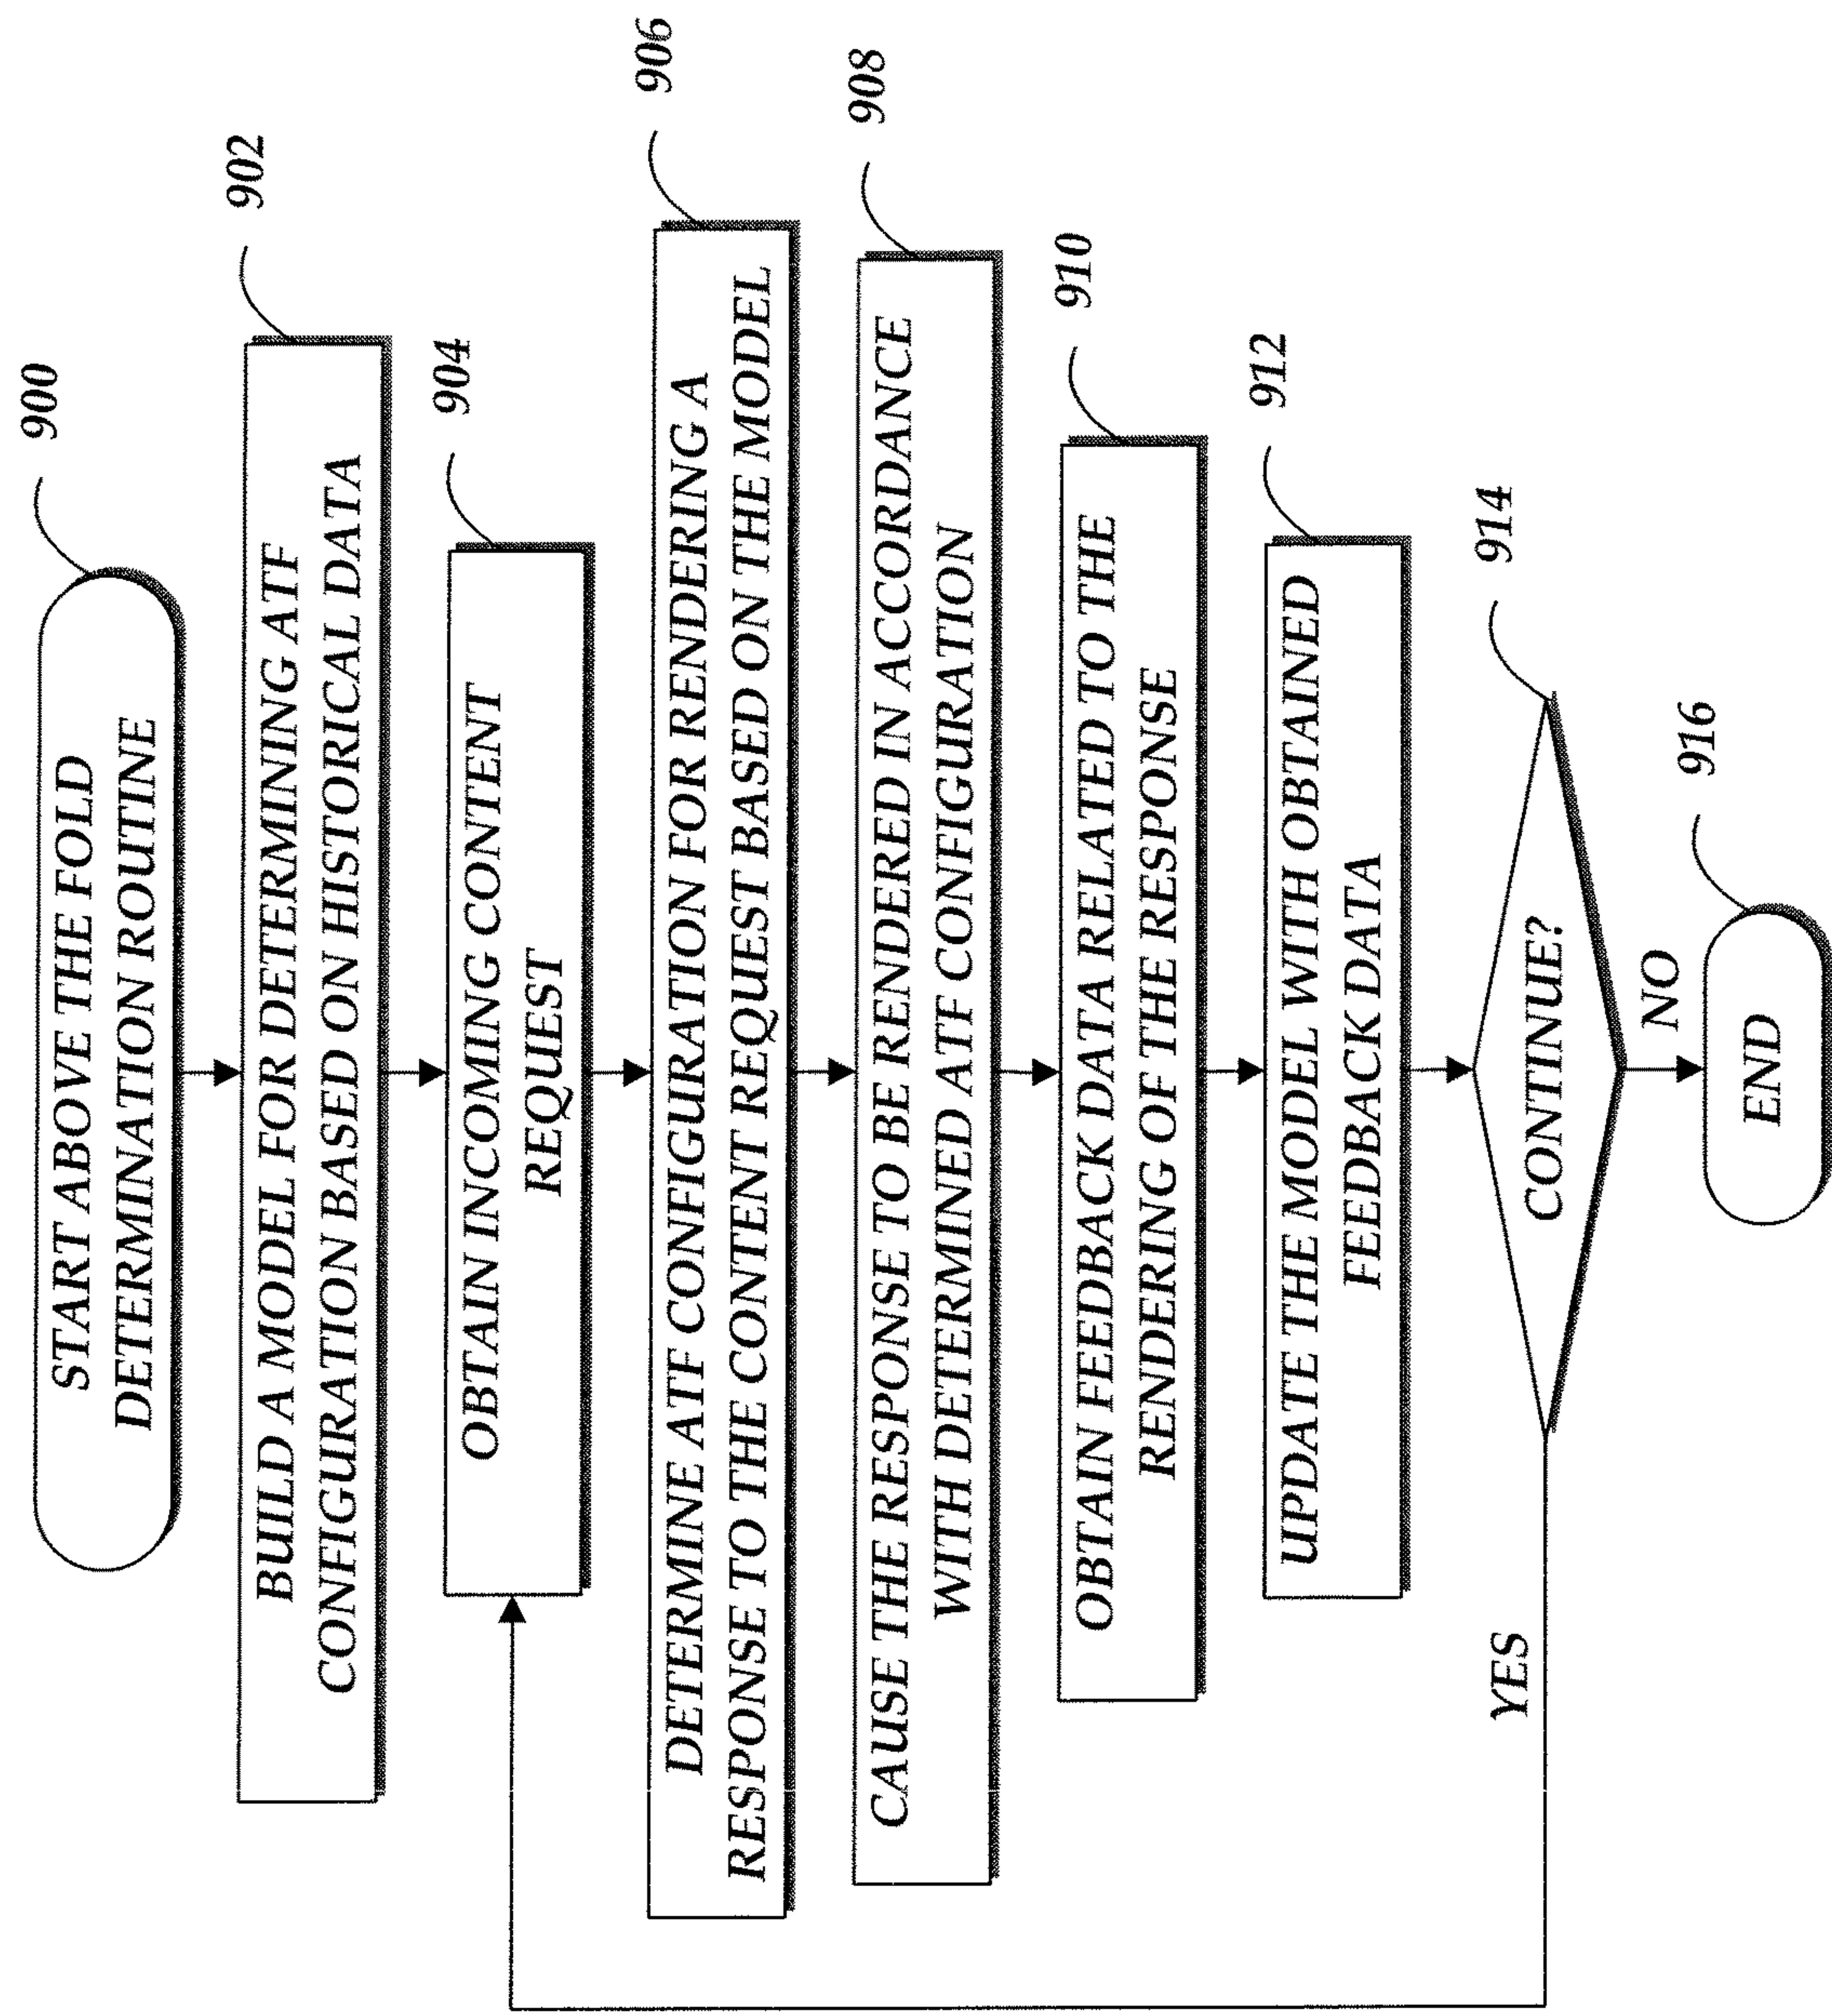 START ABOVE THE FOLD
DETERMINATION ROUTINE
900
BUILD A MODEL FOR DETERMINING ATF
CONFIGURATION BASED ON HISTORICAL DATA
902
OBTAIN INCOMING CONTENT
REQUEST
904
DETERMINE ATF CONFIGURATION FOR RENDERING A
RESPONSE TO THE CONTENT REQUEST BASED ON THE MODEL
906
CAUSE THE RESPONSE TO BE RENDERED IN ACCORDANCE
WITH DETERMINED ATF CONFIGURATION
908
OBTAIN FEEDBACK DATA RELATED TO THE
RENDERING OF THE RESPONSE
910
UPDATE THE MODEL WITH OBTAINED
FEEDBACK DATA
912
YES
CONTINUE?
914
NO
END
916